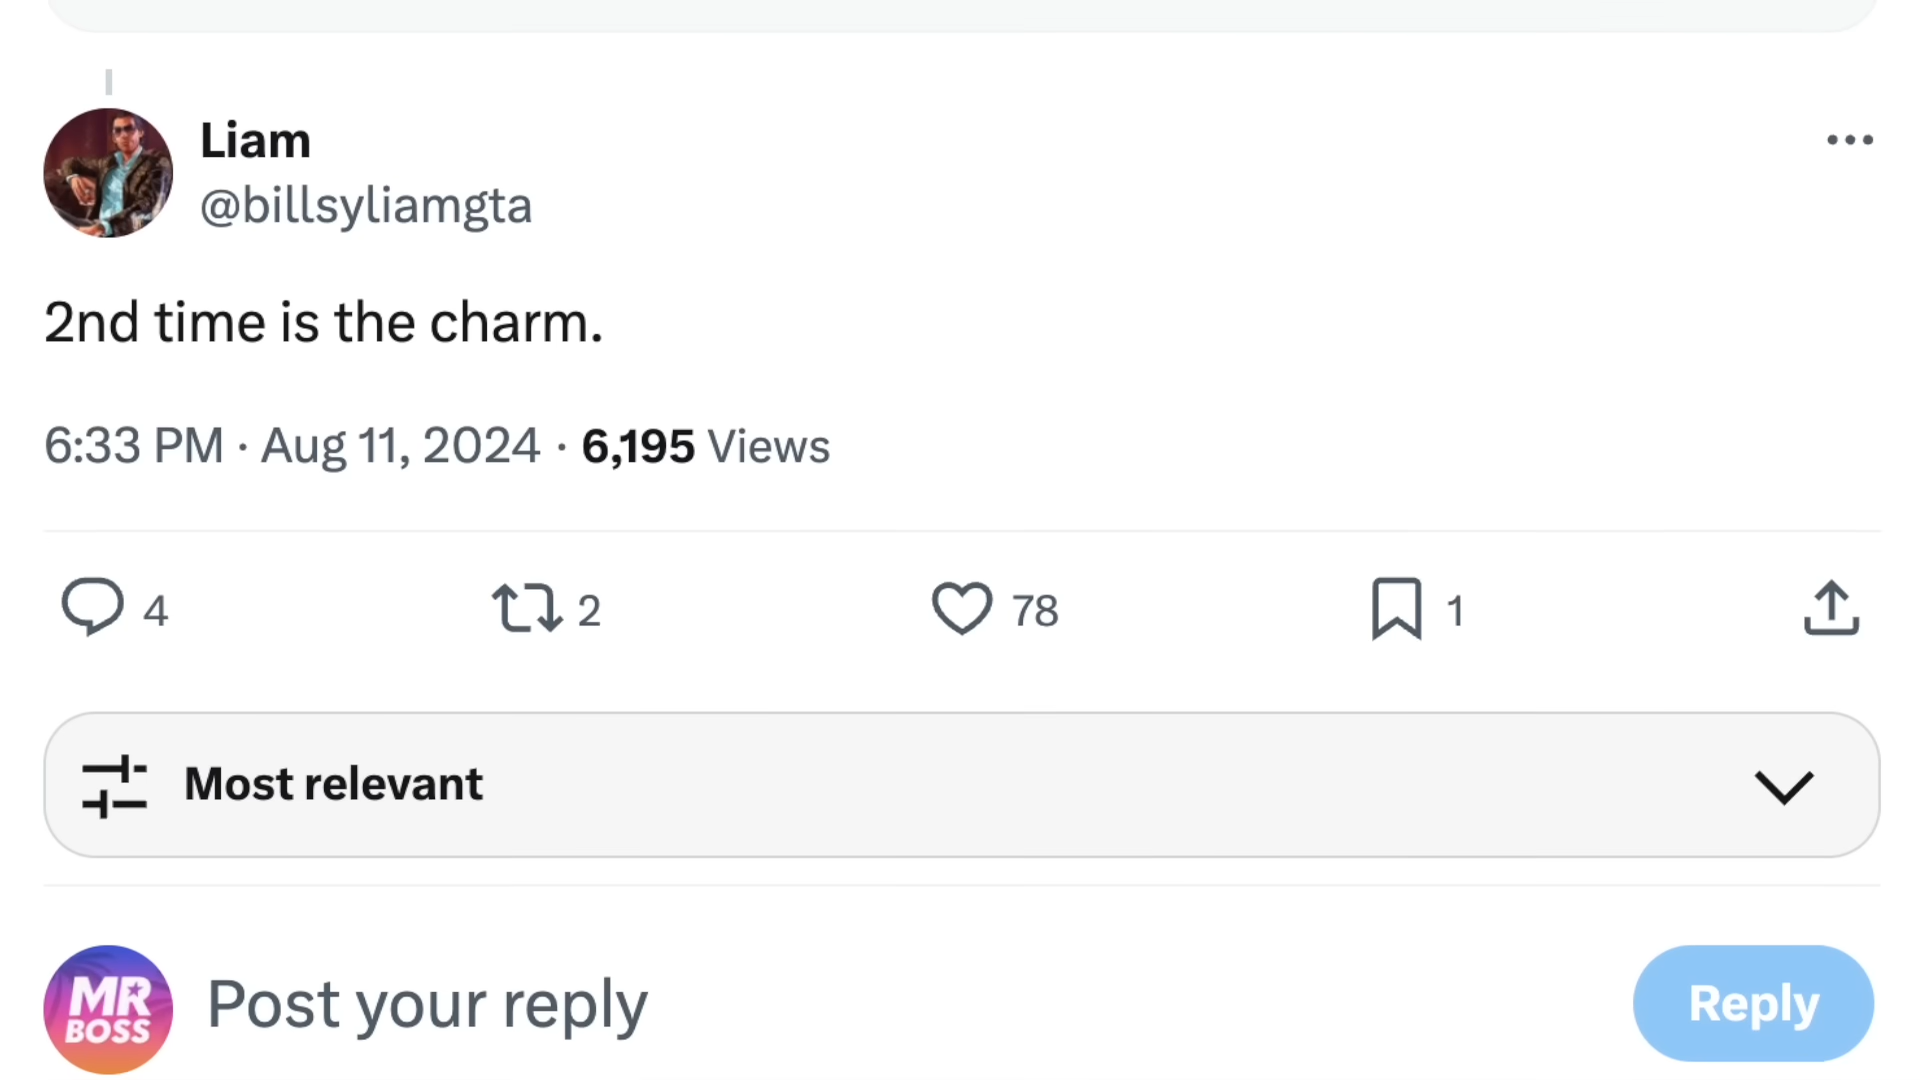 Liam
@billsyliamgta
2nd time is the charm.
6:33 PM · Aug 11, 2024 · 6,195 Views
4 2 78 1
Most relevant
MR
BOSS
Post your reply
Reply